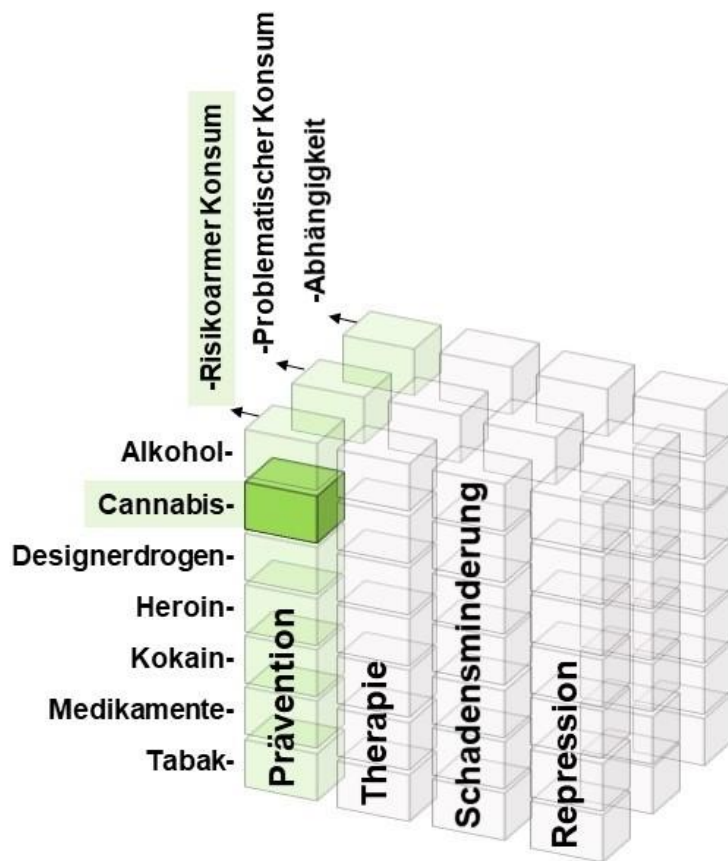 -Risikoarmer Konsum
-Problematischer Konsum
-Abhängigkeit
Alkohol-
Cannabis-
Designerdrogen-
Heroin-
Kokain-
Medikamente-
Tabak-
Prävention
Therapie
Schadensminderung
Repression